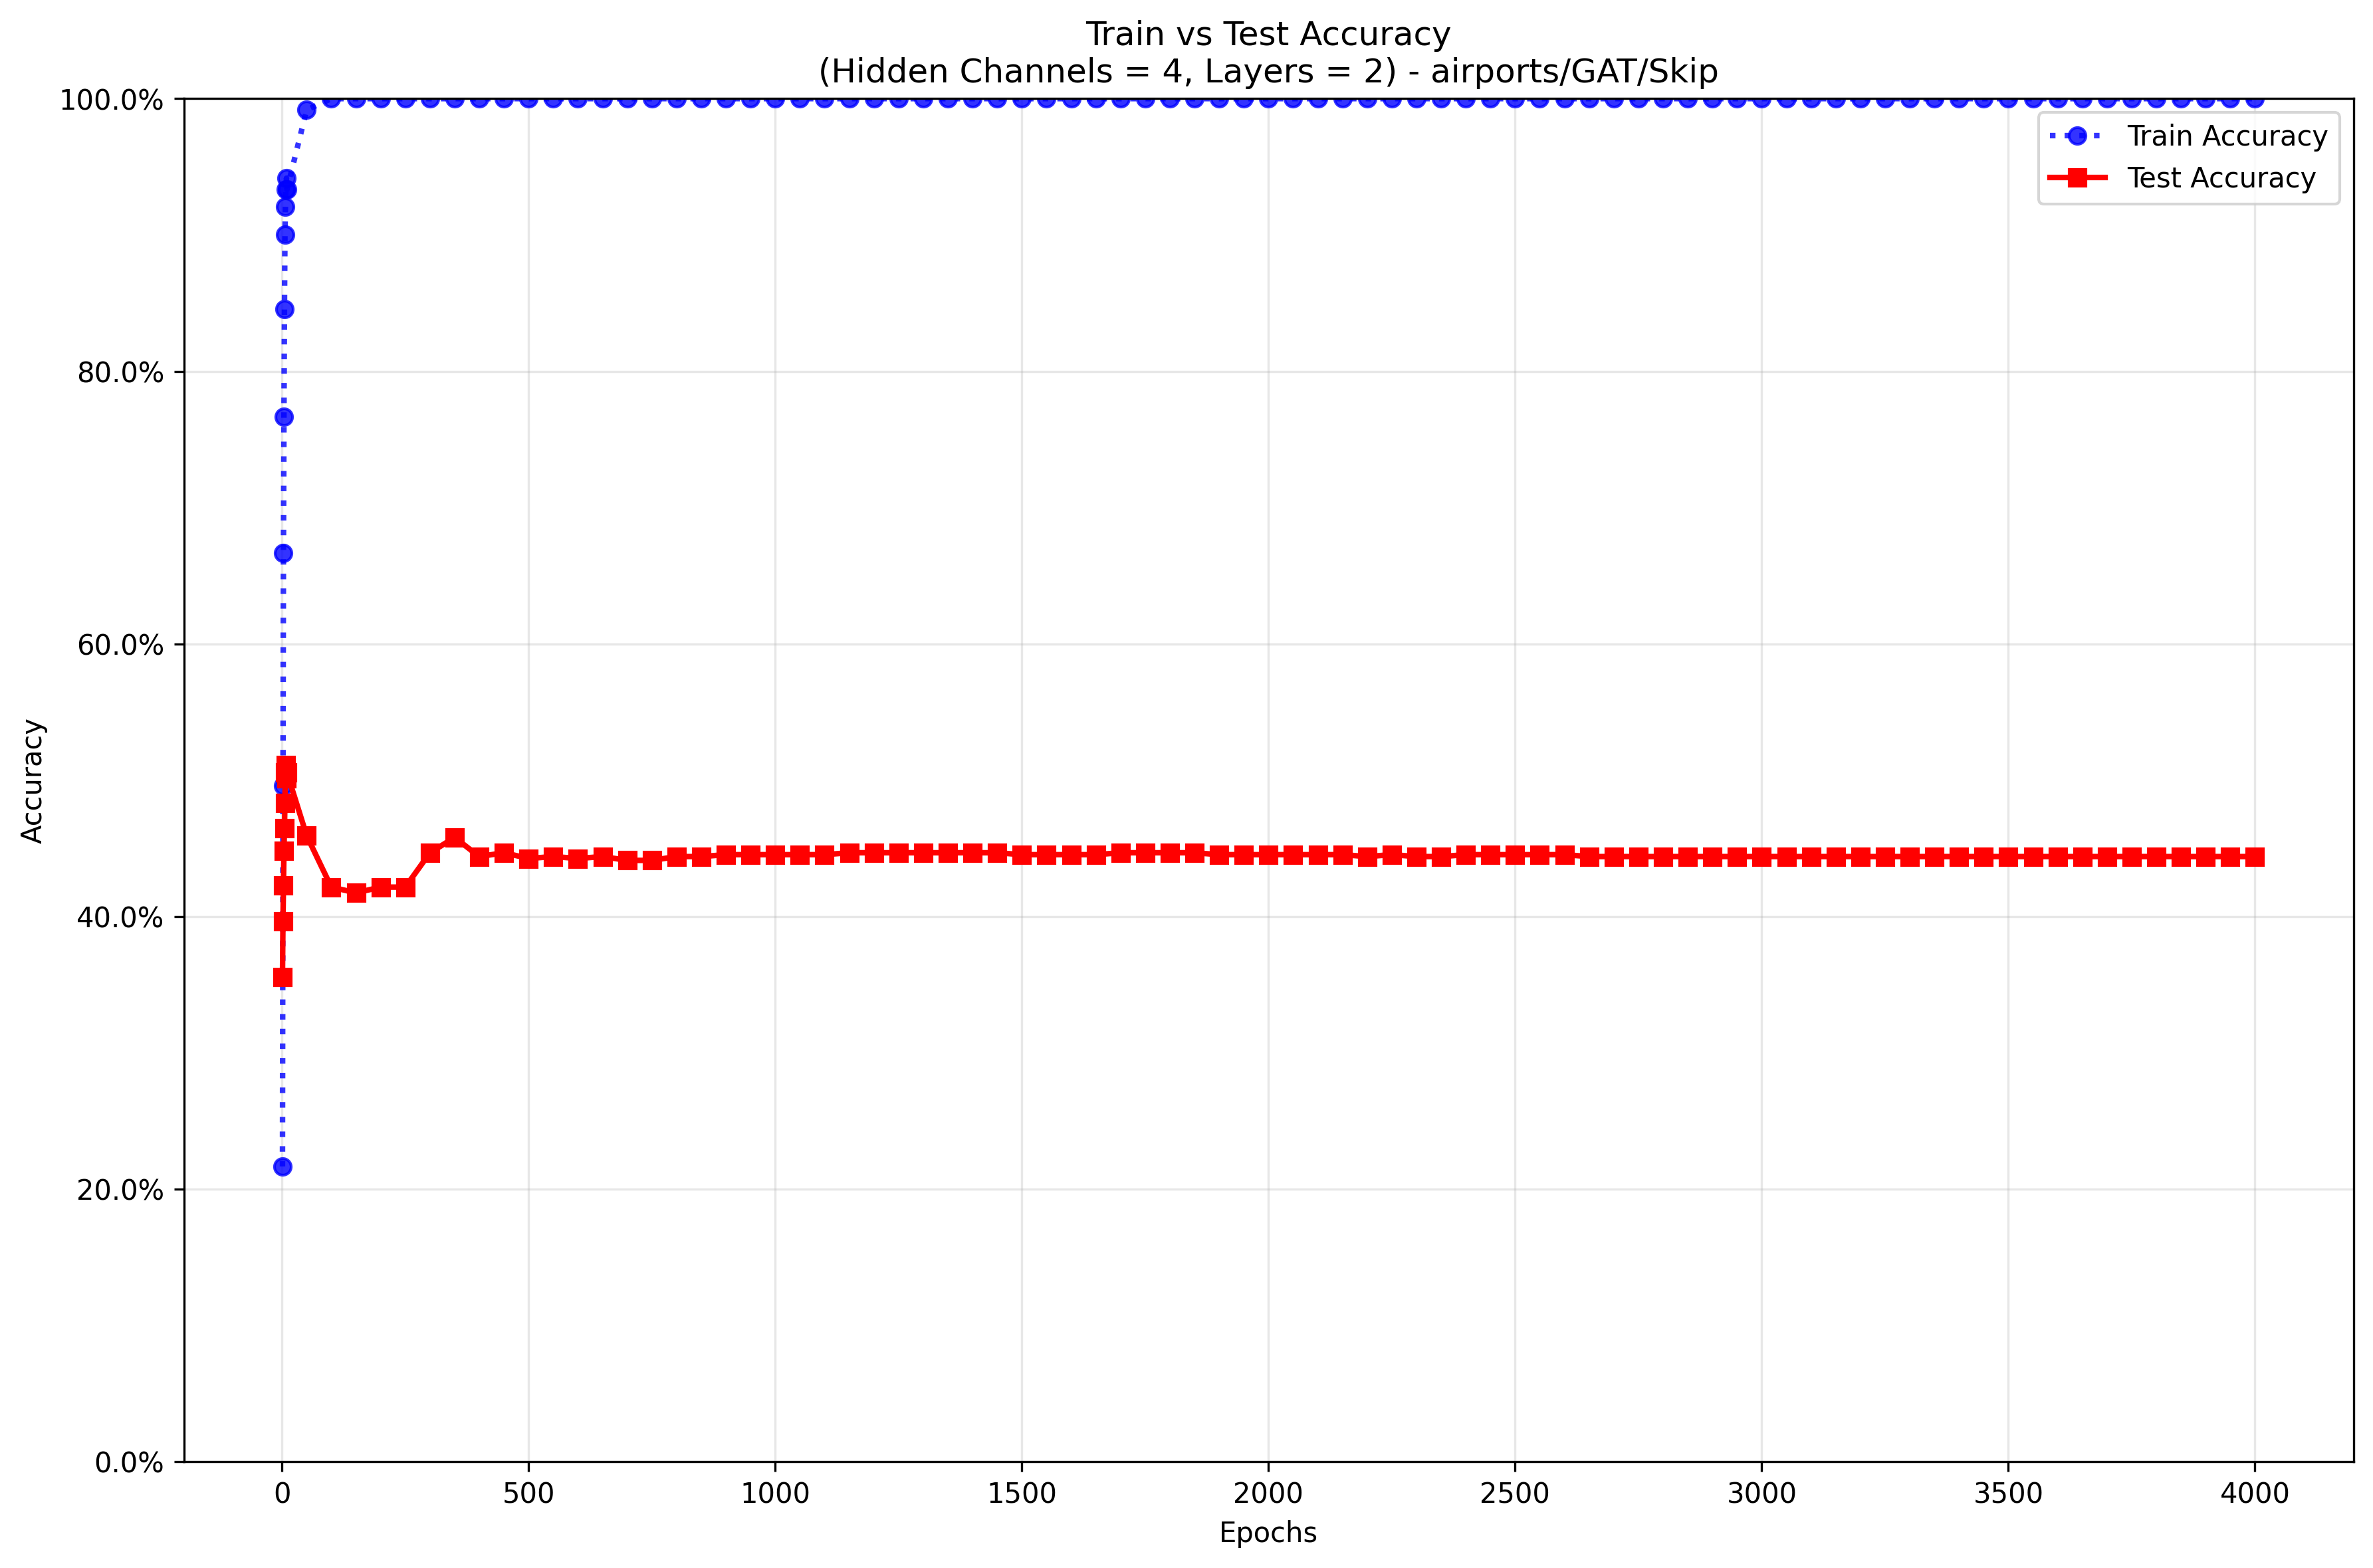 Train vs Test Accuracy
(Hidden Channels = 4, Layers = 2) - airports/GAT/Skip
100.0%
80.0%
60.0%
40.0%
20.0%
0.0%
Accuracy
Train Accuracy
Test Accuracy
0 500 1000 1500 2000 2500 3000 3500 4000
Epochs